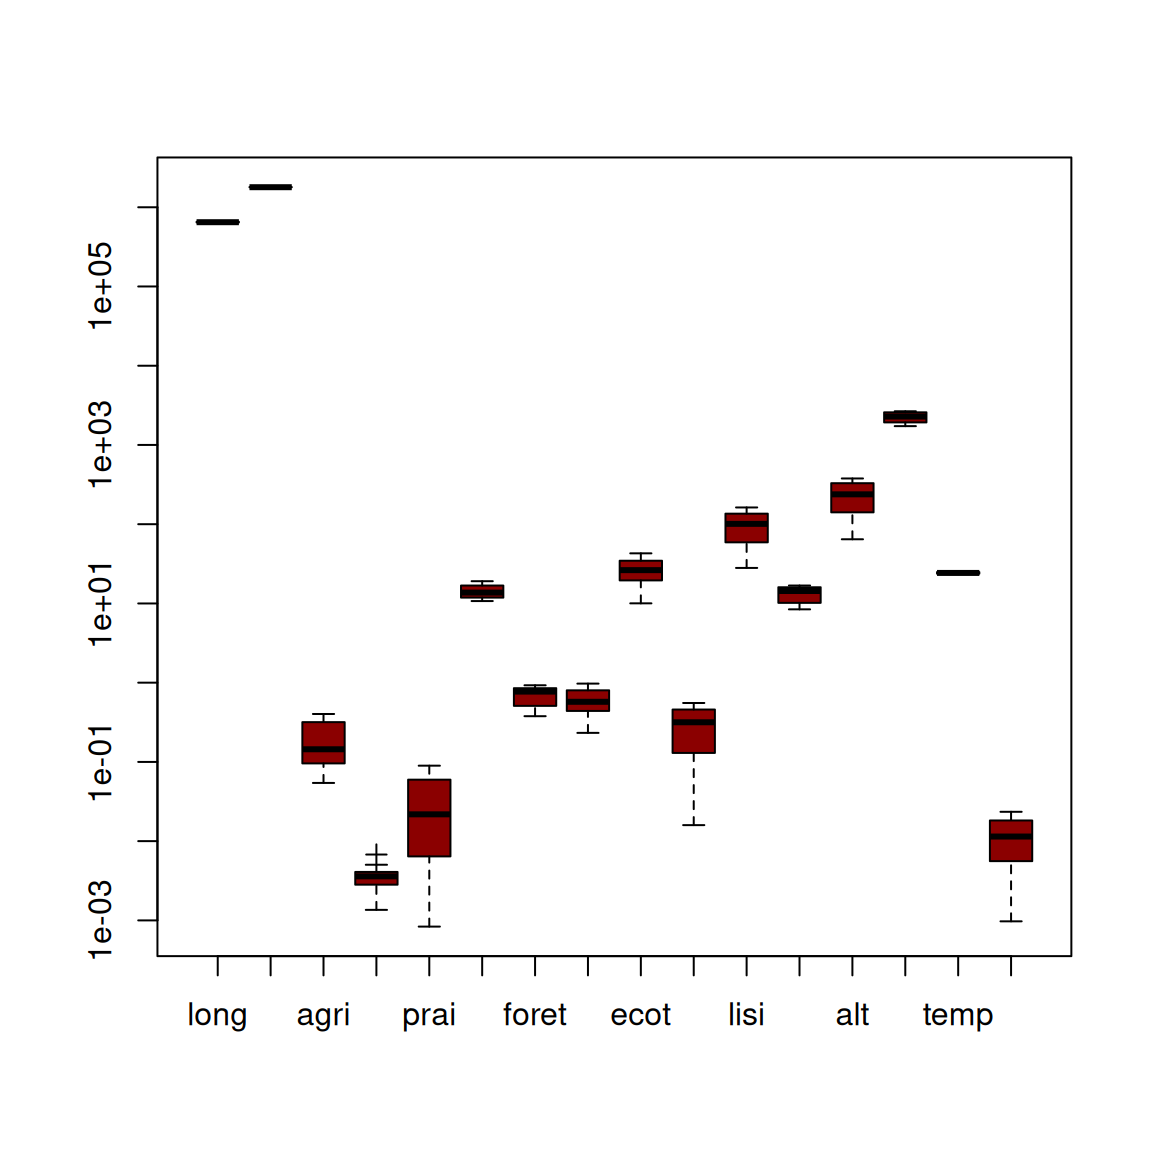 1e+05
1e+03
1e+01
1e-01
1e-03
long agri prai foret ecot lisi alt temp